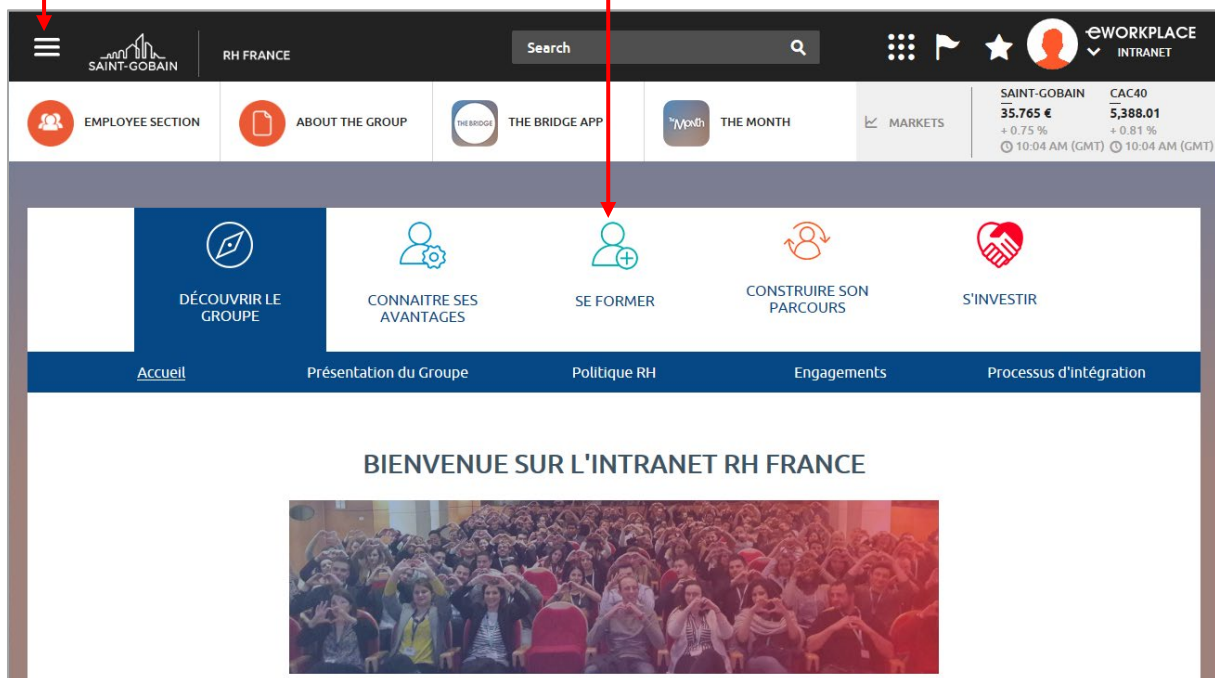 SAINT-GOBAIN
RH FRANCE
Search
eWORKPLACE
INTRANET
EMPLOYEE SECTION
ABOUT THE GROUP
THE BRIDGE
THE BRIDGE APP
The Month
THE MONTH
MARKETS
SAINT-GOBAIN
35.765 €
+ 0.75 %
10:04 AM (GMT)
CAC40
5,388.01
+ 0.81 %
10:04 AM (GMT)
DÉCOUVRIR LE
GROUPE
CONNAITRE SES
AVANTAGES
SE FORMER
CONSTRUIRE SON
PARCOURS
S'INVESTIR
Accueil
Présentation du Groupe
Politique RH
Engagements
Processus d'intégration
BIENVENUE SUR L'INTRANET RH FRANCE